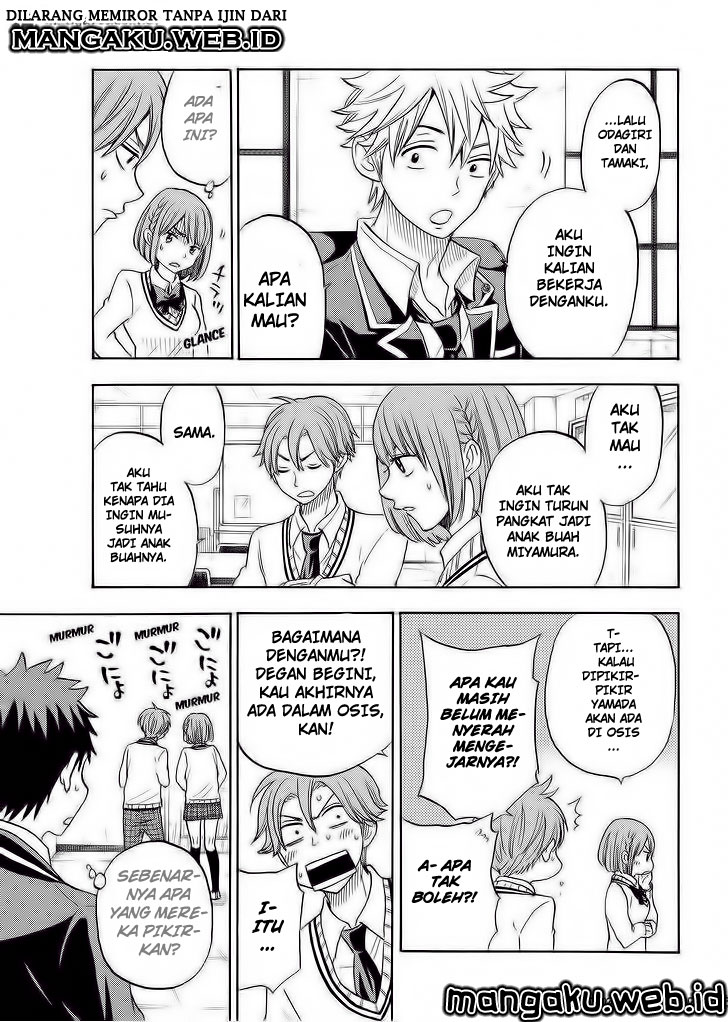 DILARANG MEMIROR TANPA IJIN DARI
MANGAKU.WEB.ID
...LALU
ODAGIRI
DAN
TAMAKI,
AKU
INGIN
KALIAN
BEKERJA
DENGANKU.
APA
KALIAN
MAU?
ADA
APA
INI?
GLANCE
AKU
TAK
MAU
...
AKU TAK
INGIN TURUN
PANGKAT JADI
ANAK BUAH
MIYAMURA.
SAMA.
AKU
TAK TAHU
KENAPA DIA
INGIN MU-
SUHNYA
JADI ANAK
BUAHNYA.
T-
TAPI...
KALAU
DIPIKIR-
PIKIR
YAMADA
AKAN ADA
DI OSIS
...
APA KAU
MASIH
BELUM ME-
NYERAH
MENGE-
JARNYA?!
A- APA
TAK
BOLEH?!
BAGAIMANA
DENGANMU?!
DEGAN BEGINI,
KAU AKHIRNYA
ADA DALAM OSIS,
KAN!
I-
ITU
...
MURMUR
MURMUR
MURMUR
SEBENAR-
NYA APA
YANG MERE-
KA PIKIR-
KAN?
mangaku.web.id